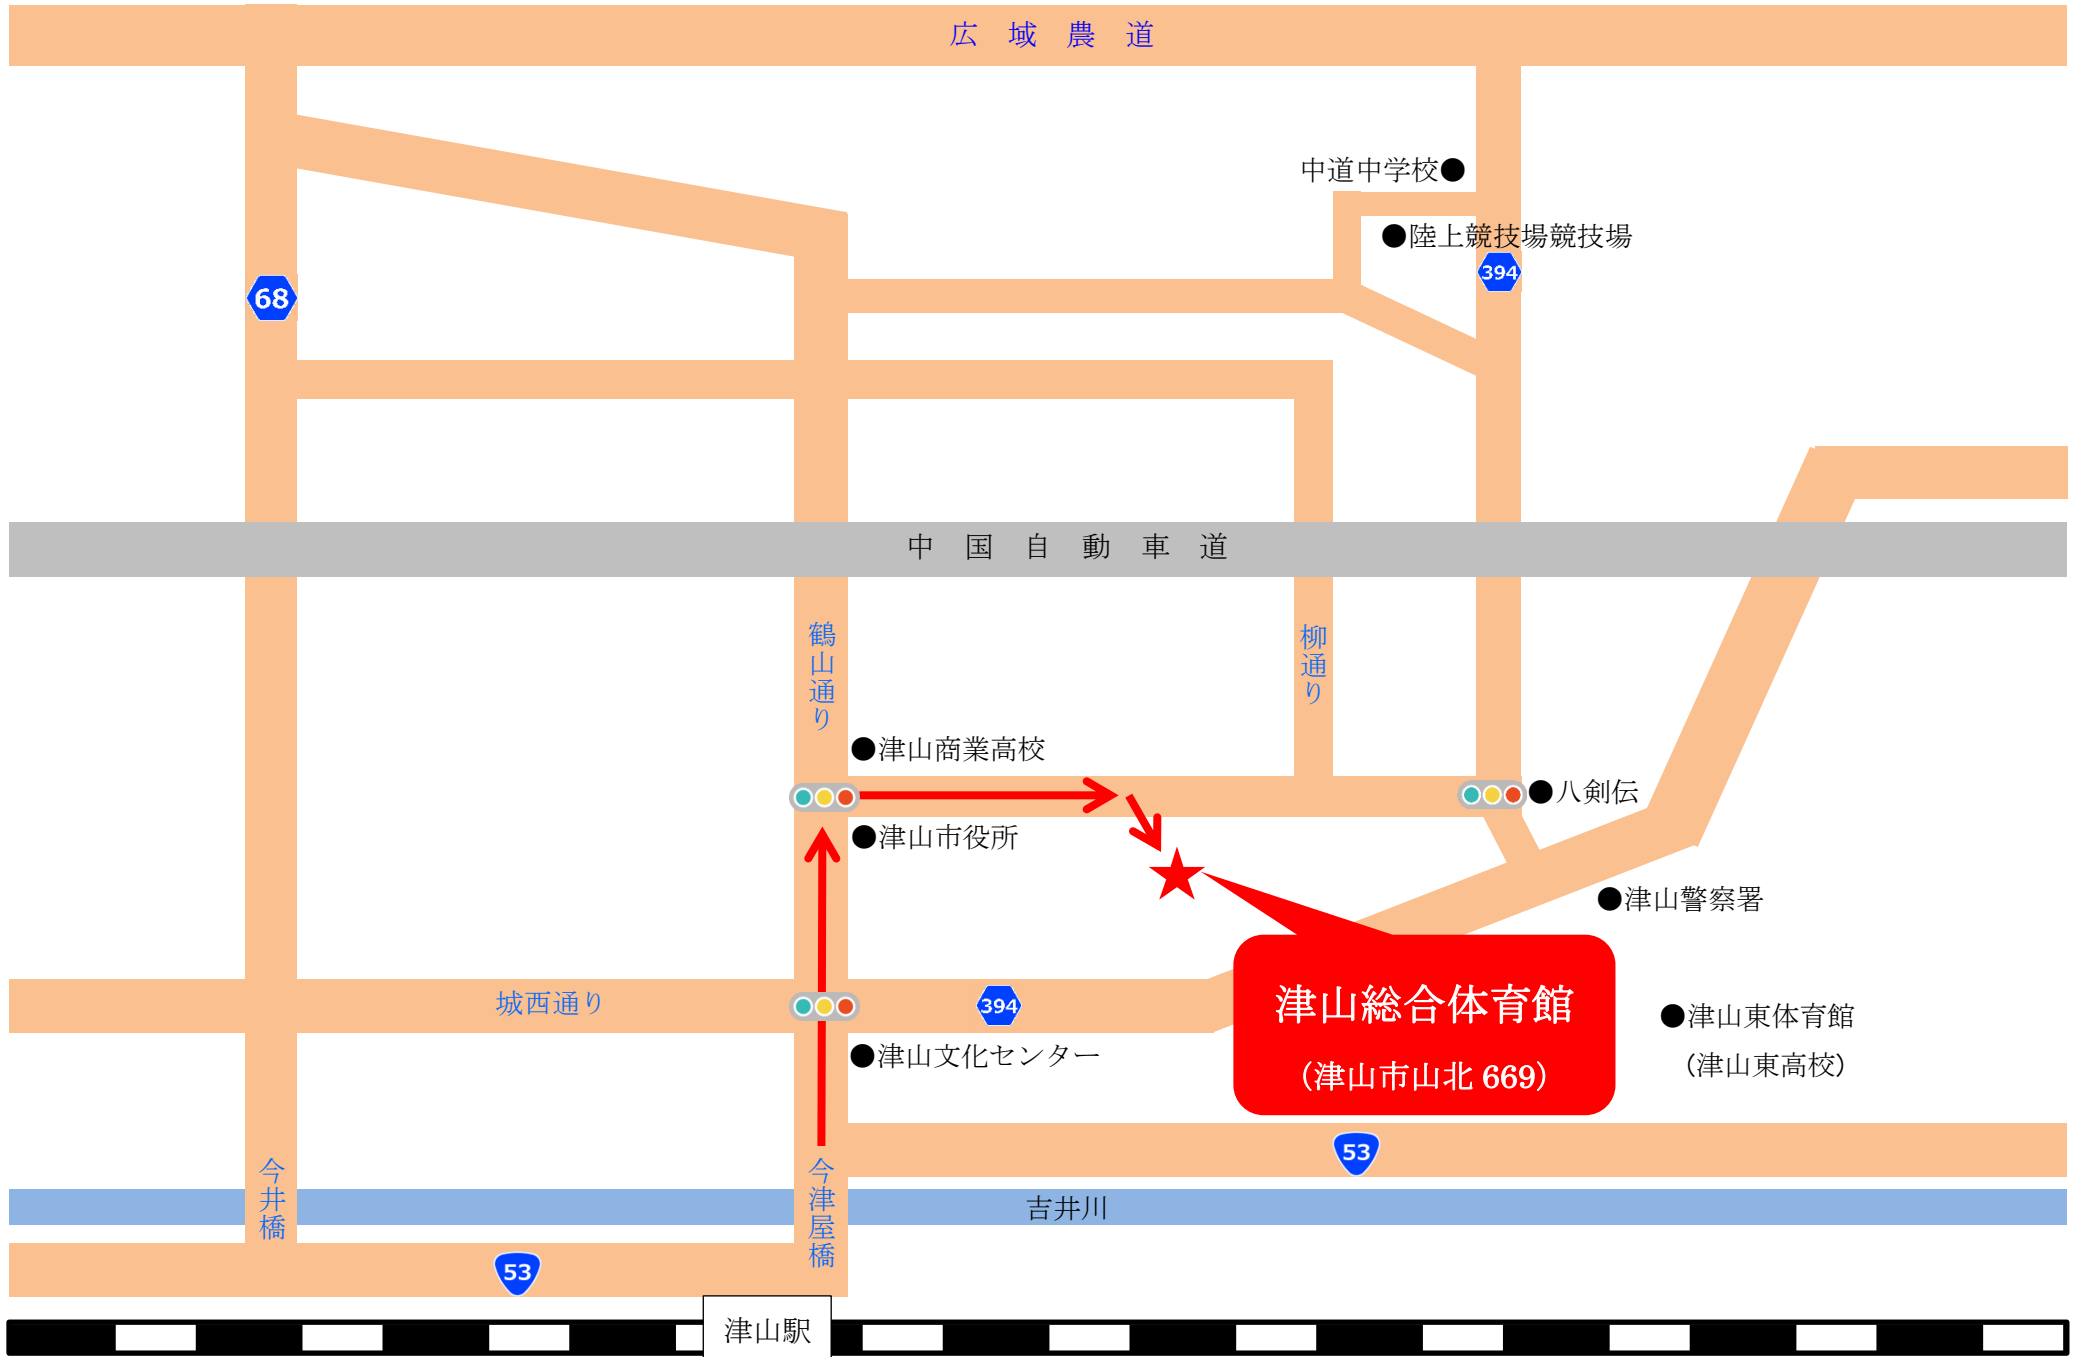 広域農道
中道中学校●
●陸上競技場競技場
394
68
中国自動車道
鶴山通り
柳通り
●津山商業高校
●八剣伝
●津山市役所
●津山警察署
城西通り
394
津山総合体育館
（津山市山北 669）
●津山東体育館
（津山東高校）
●津山文化センター
53
今井橋
今津屋橋
吉井川
53
津山駅